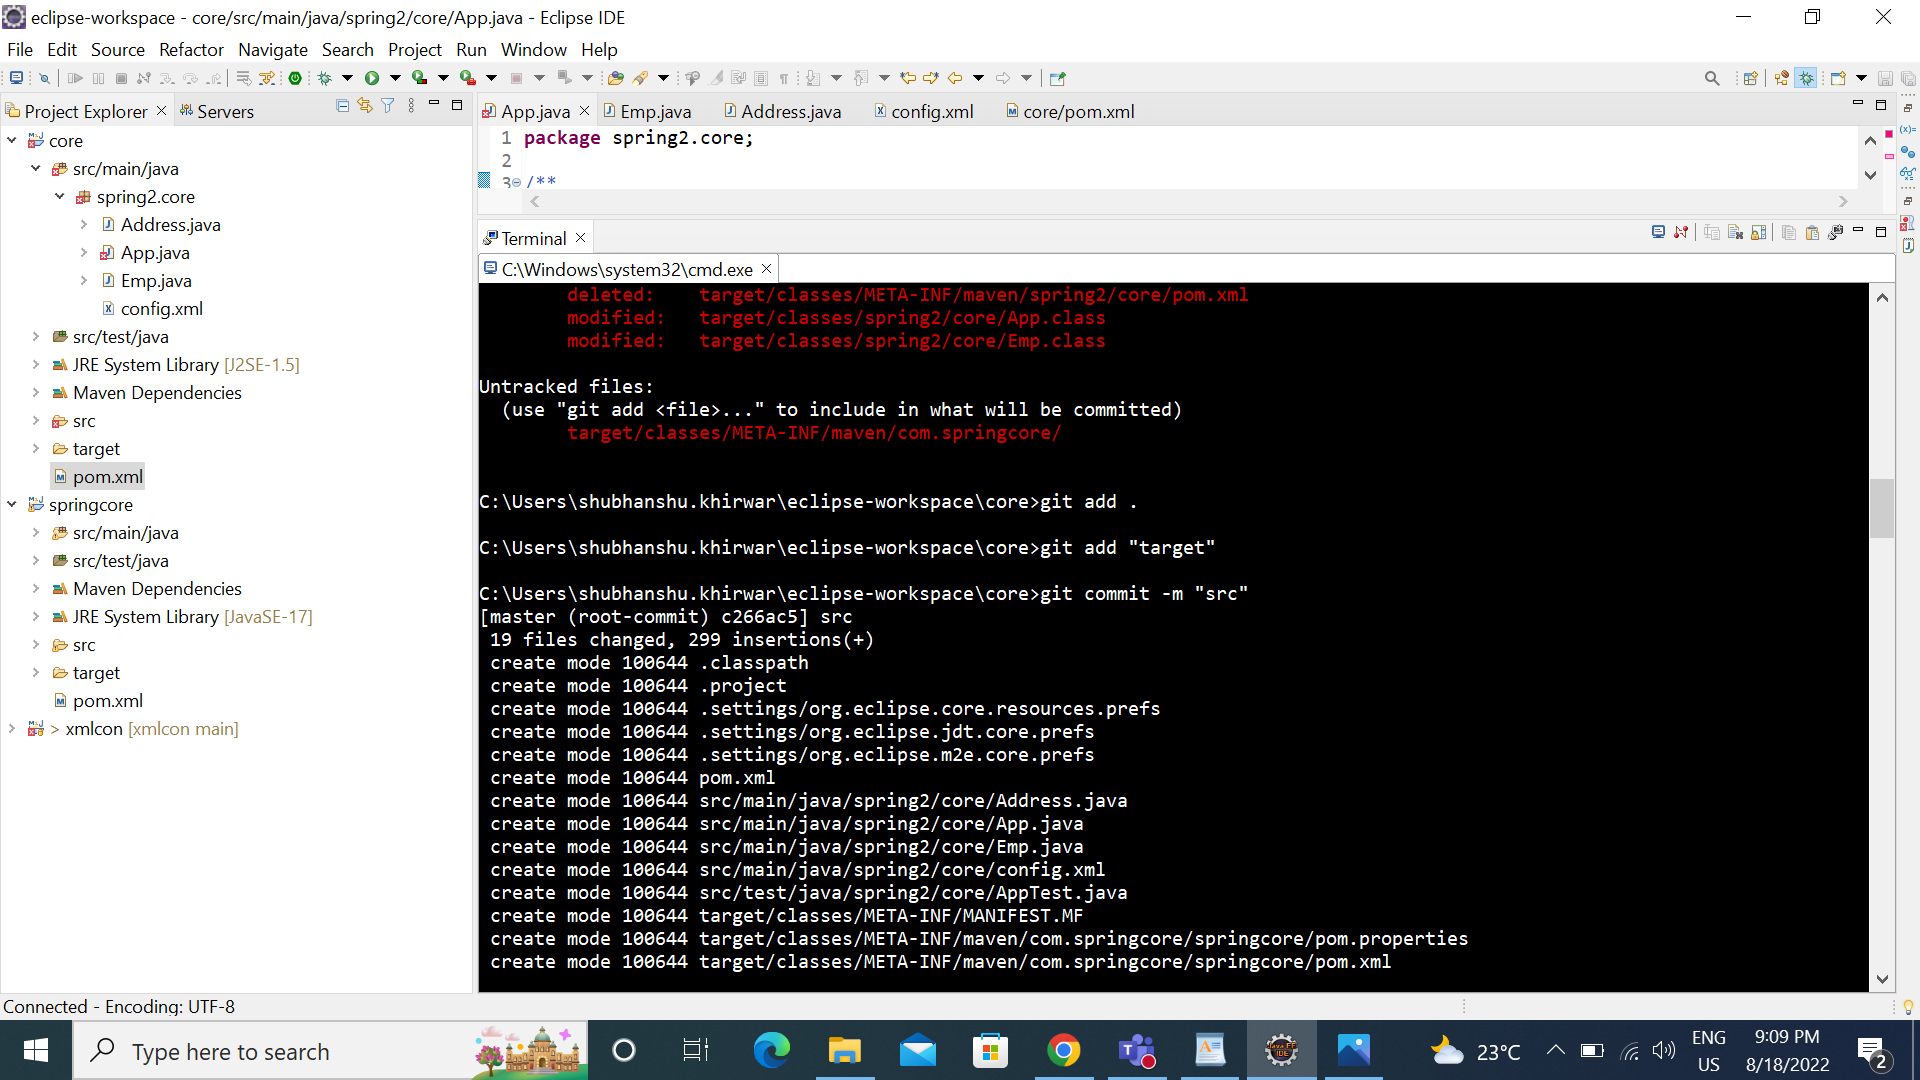 eclipse-workspace - core/src/main/java/spring2/core/App.java - Eclipse IDE
File Edit Source Refactor Navigate Search Project Run Window Help
Project Explorer
Servers
core
src/main/java
spring2.core
Address.java
App.java
Emp.java
config.xml
src/test/java
JRE System Library [J2SE-1.5]
Maven Dependencies
src
target
pom.xml
springcore
src/main/java
src/test/java
Maven Dependencies
JRE System Library [JavaSE-17]
src
target
pom.xml
> xmlcon [xmlcon main]
App.java Emp.java Address.java config.xml core/pom.xml
1 package spring2.core;
2
3 /**
Terminal
C:\Windows\system32\cmd.exe
deleted: target/classes/META-INF/maven/spring2/core/pom.xml
modified: target/classes/spring2/core/App.class
modified: target/classes/spring2/core/Emp.class
Untracked files:
(use "git add <file>..." to include in what will be committed)
target/classes/META-INF/maven/com.springcore/
C:\Users\shubhanshu.khirwar\eclipse-workspace\core>git add .
C:\Users\shubhanshu.khirwar\eclipse-workspace\core>git add "target"
C:\Users\shubhanshu.khirwar\eclipse-workspace\core>git commit -m "src"
[master (root-commit) c266ac5] src
19 files changed, 299 insertions(+)
create mode 100644 .classpath
create mode 100644 .project
create mode 100644 .settings/org.eclipse.core.resources.prefs
create mode 100644 .settings/org.eclipse.jdt.core.prefs
create mode 100644 .settings/org.eclipse.m2e.core.prefs
create mode 100644 pom.xml
create mode 100644 src/main/java/spring2/core/Address.java
create mode 100644 src/main/java/spring2/core/App.java
create mode 100644 src/main/java/spring2/core/Emp.java
create mode 100644 src/main/java/spring2/core/config.xml
create mode 100644 src/test/java/spring2/core/AppTest.java
create mode 100644 target/classes/META-INF/MANIFEST.MF
create mode 100644 target/classes/META-INF/maven/com.springcore/springcore/pom.properties
create mode 100644 target/classes/META-INF/maven/com.springcore/springcore/pom.xml
Connected - Encoding: UTF-8
Type here to search
23°C
ENG
US
9:09 PM
8/18/2022
2